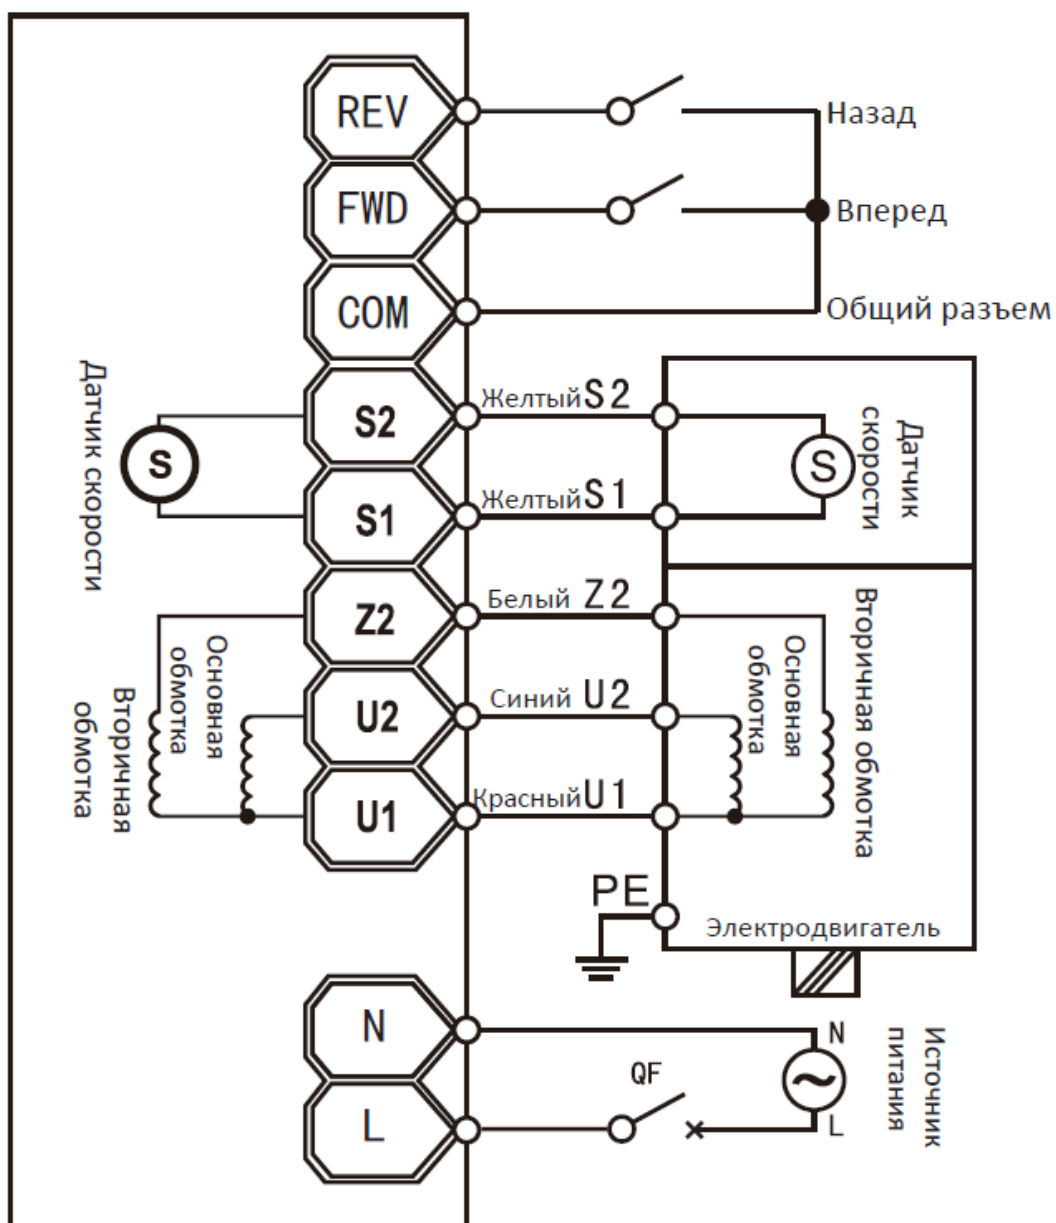 REV
Назад
FWD
Вперед
COM
Общий разъем
Датчик скорости
S
S2
Желтый S2
S1
Желтый S1
S
Датчик
скорости
Z2
Белый Z2
U2
Синий U2
U1
Красный U1
Основная
обмотка
Вторичная
обмотка
Основная
обмотка
Вторичная обмотка
PE
Электродвигатель
N
L
QF
N
L
Источник
питания